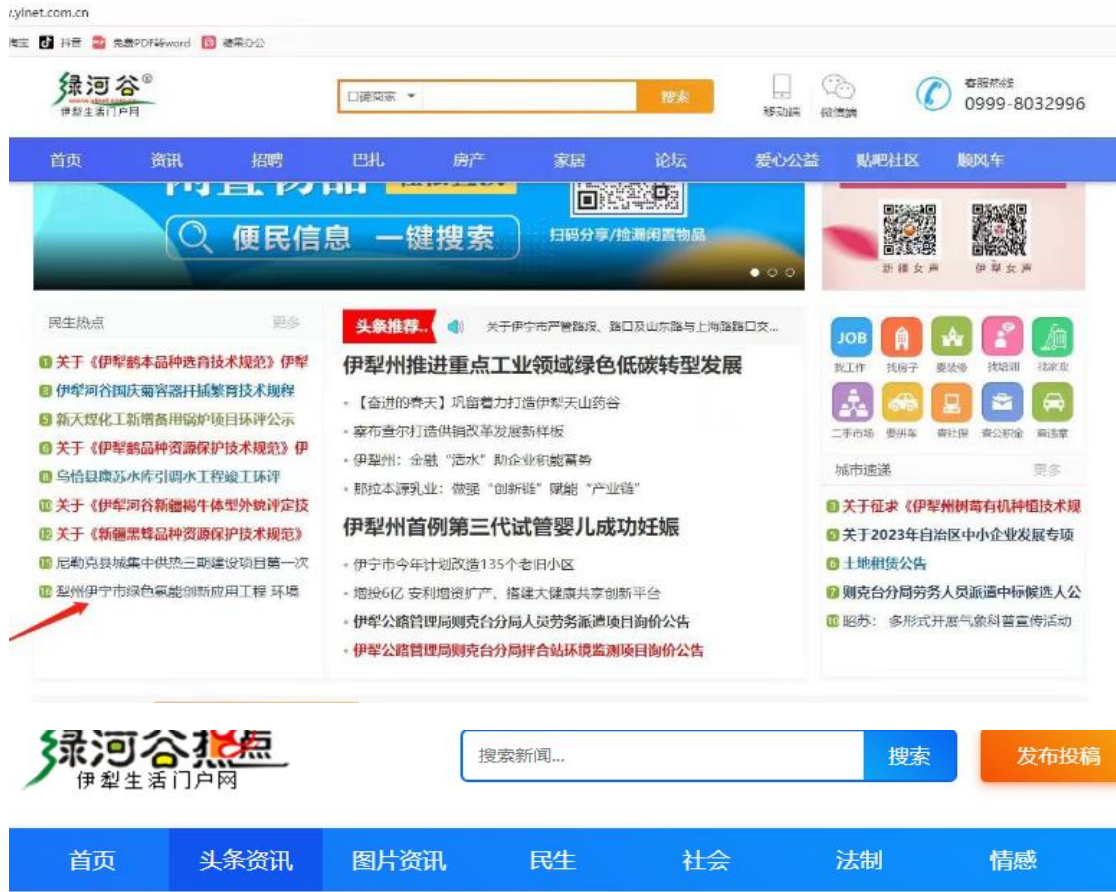 .yinet.com.cn
淘宝 抖音 免费PDF转word 糖果办公
绿河谷®
伊犁生活门户网
口碑商家
搜索
移动端
微信端
客服热线
0999-8032996
首页 资讯 招聘 巴扎 房产 家居 论坛 爱心公益 贴吧社区 顺风车
便民信息 一键搜索
扫码分享/捡漏闲置物品
新疆女声 伊犁女声
民生热点 更多
关于《伊犁鹅本品种选育技术规范》伊犁
伊犁河谷国庆菊容器扦插繁育技术规程
新天煤化工新增备用锅炉项目环评公示
关于《伊犁鹅品种资源保护技术规范》伊
乌恰县康苏水库引调水工程竣工环评
关于《伊犁河谷新疆褐牛体型外貌评定技
关于《新疆黑蜂品种资源保护技术规范》
尼勒克县城集中供热三期建设项目第一次
犁州伊宁市绿色氢能创新应用工程 环境
头条推荐.. 关于伊宁市严管路段、路口及山东路与上海路路口交...
伊犁州推进重点工业领域绿色低碳转型发展
【奋进的春天】巩留着力打造伊犁天山药谷
察布查尔打造供销改革发展新样板
伊犁州：金融“活水”助企业积能蓄势
那拉本源乳业：做强“创新链”赋能“产业链”
伊犁州首例第三代试管婴儿成功妊娠
伊宁市今年计划改造135个老旧小区
增投6亿 安利增资扩产、搭建大健康共享创新平台
伊犁公路管理局则克台分局人员劳务派遣项目询价公告
伊犁公路管理局则克台分局拌合站环境监测项目询价公告
JOB
找工作 找房子 要装修 找培训 找家政
二手市场 要拼车 查社保 查公积金 查违章
城市速递 更多
关于征求《伊犁州树莓有机种植技术规
关于2023年自治区中小企业发展专项
土地租赁公告
则克台分局劳务人员派遣中标候选人公
昭苏：多形式开展气象科普宣传活动
绿河谷热点
伊犁生活门户网
搜索新闻...
搜索
发布投稿
首页 头条资讯 图片资讯 民生 社会 法制 情感